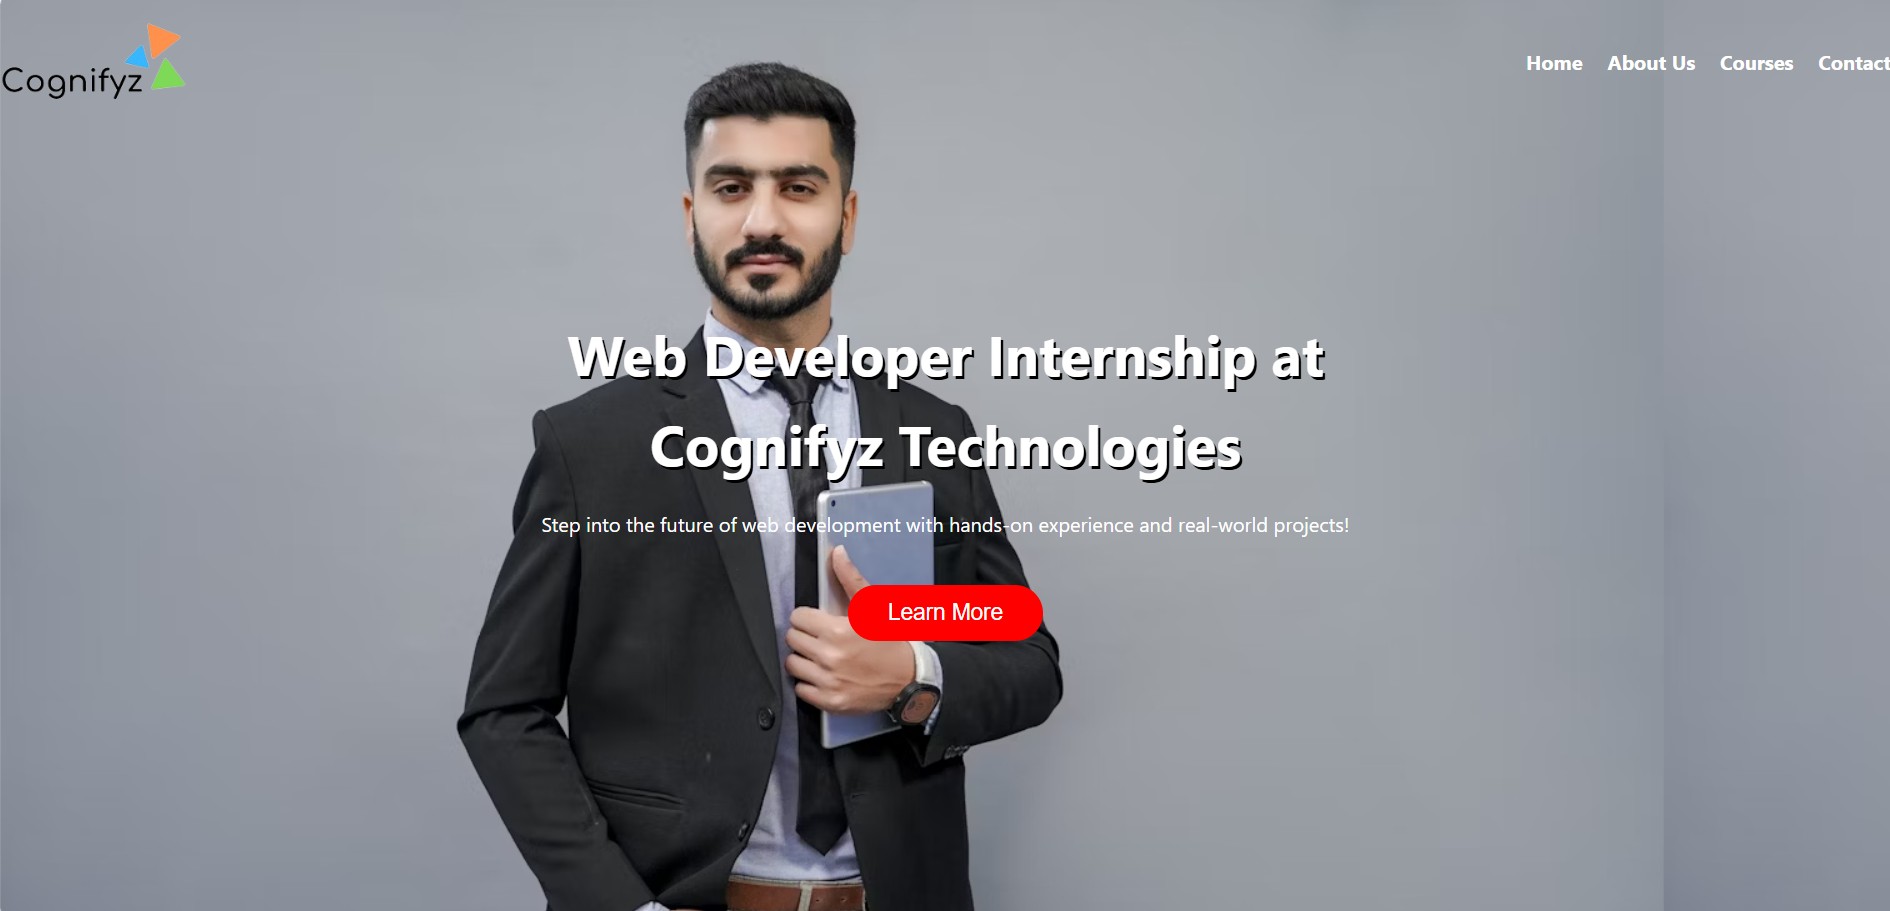 Cognifyz
Home About Us Courses Contact
Web Developer Internship at
Cognifyz Technologies
Step into the future of web development with hands-on experience and real-world projects!
Learn More